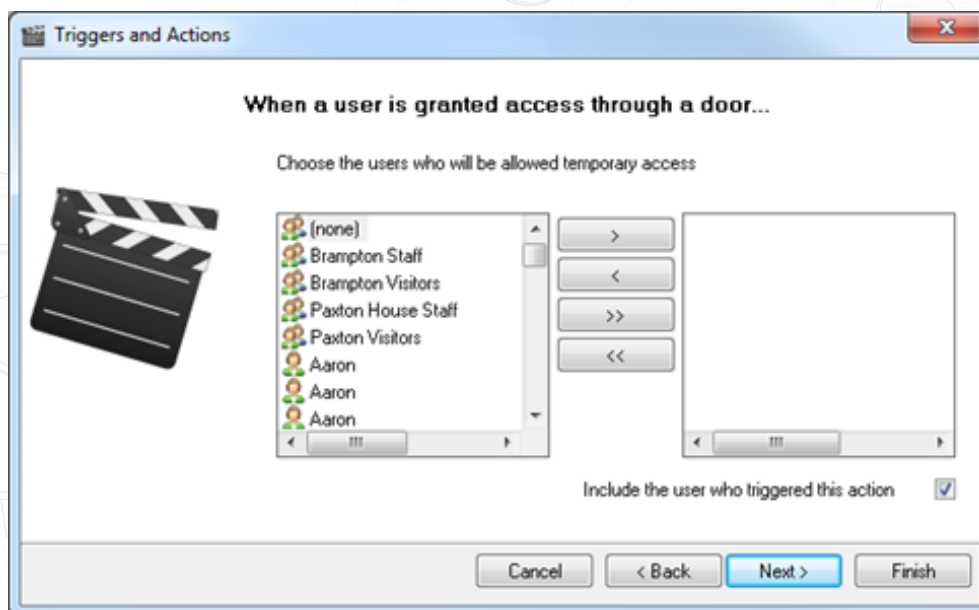 Triggers and Actions
When a user is granted access through a door...
Choose the users who will be allowed temporary access
(none)
Brampton Staff
Brampton Visitors
Paxton House Staff
Paxton Visitors
Aaron
Aaron
Aaron
>
<
>>
<<
Include the user who triggered this action
Cancel
< Back
Next >
Finish